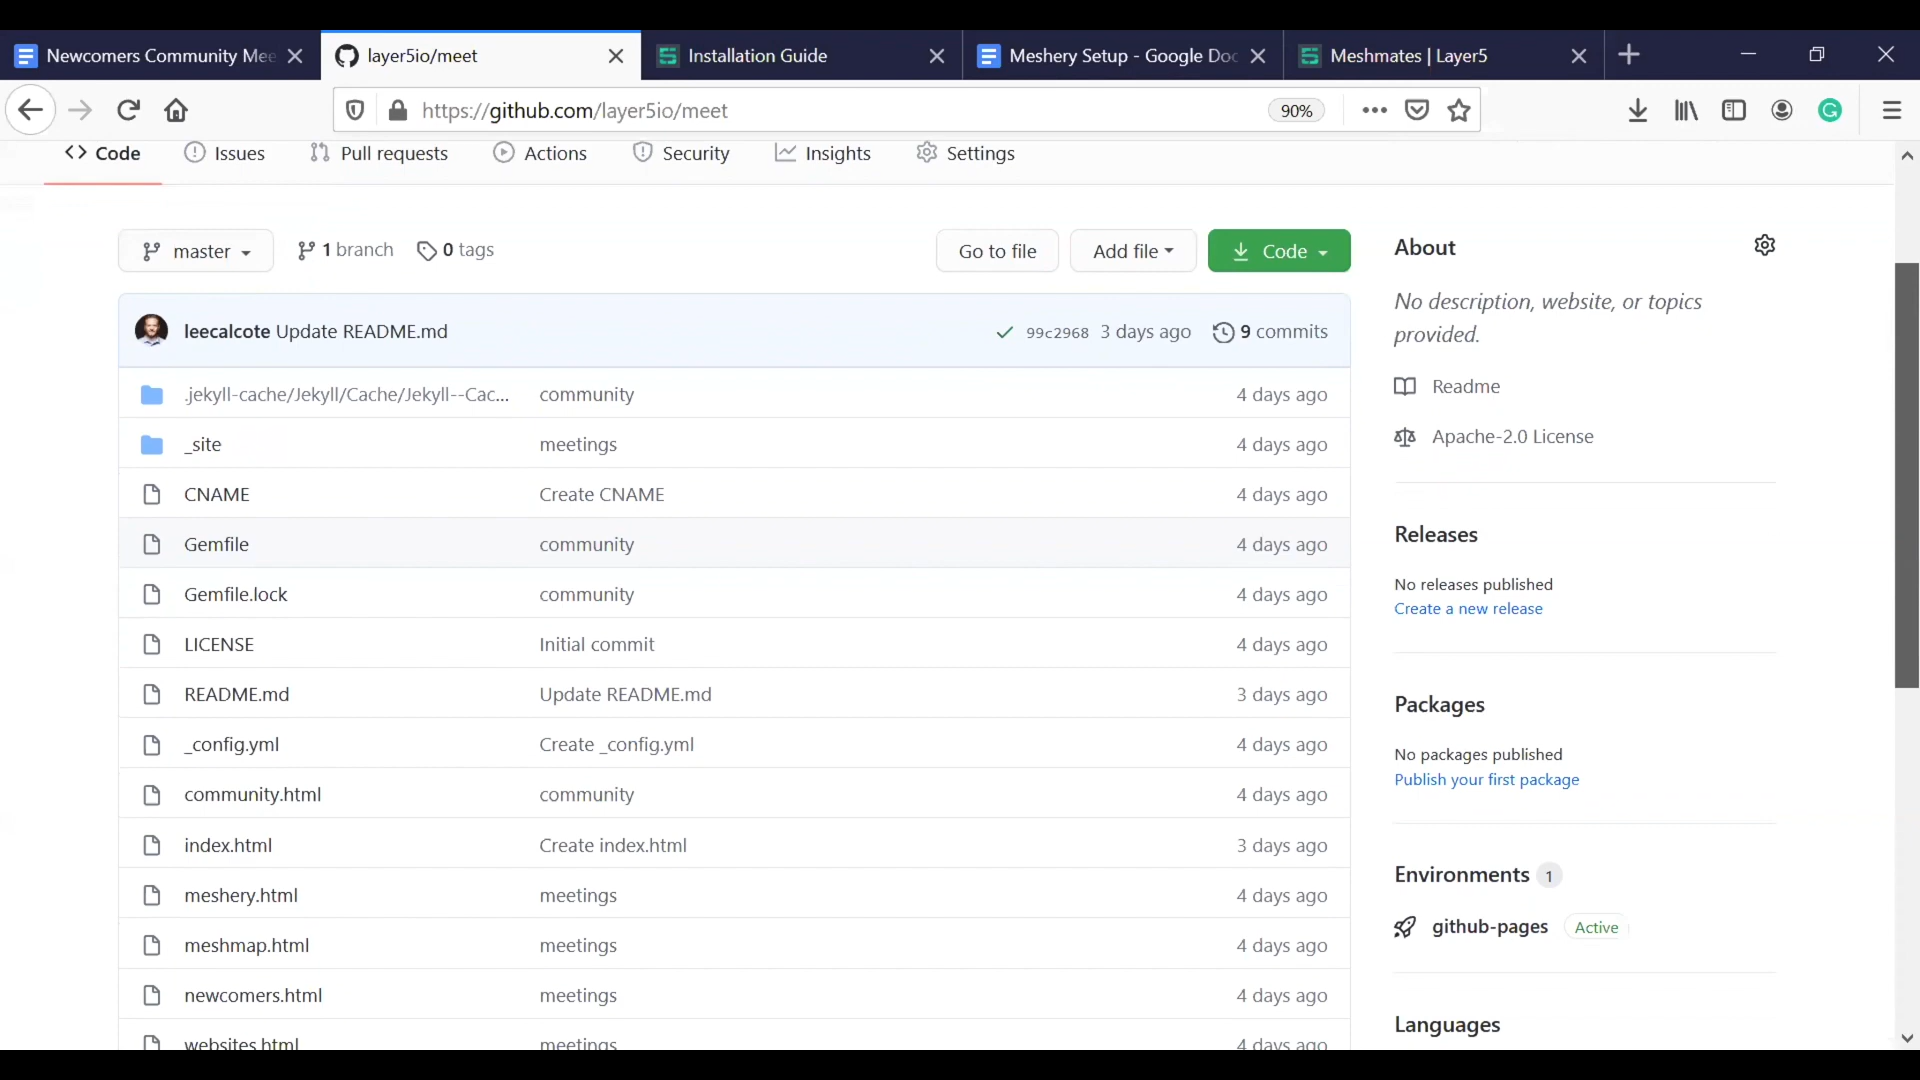 Newcomers Community Mee
layer5io/meet
Installation Guide
Meshery Setup - Google Doc
Meshmates | Layer5
https://github.com/layer5io/meet
90%
Code
Issues
Pull requests
Actions
Security
Insights
Settings
master
1 branch
0 tags
Go to file
Add file
Code
leecalcote Update README.md
99c2968 3 days ago
9 commits
.jekyll-cache/Jekyll/Cache/Jekyll--Cac... community 4 days ago
_site meetings 4 days ago
CNAME Create CNAME 4 days ago
Gemfile community 4 days ago
Gemfile.lock community 4 days ago
LICENSE Initial commit 4 days ago
README.md Update README.md 3 days ago
_config.yml Create _config.yml 4 days ago
community.html community 4 days ago
index.html Create index.html 3 days ago
meshery.html meetings 4 days ago
meshmap.html meetings 4 days ago
newcomers.html meetings 4 days ago
websites.html meetings 4 days ago
About
No description, website, or topics
provided.
Readme
Apache-2.0 License
Releases
No releases published
Create a new release
Packages
No packages published
Publish your first package
Environments 1
github-pages Active
Languages